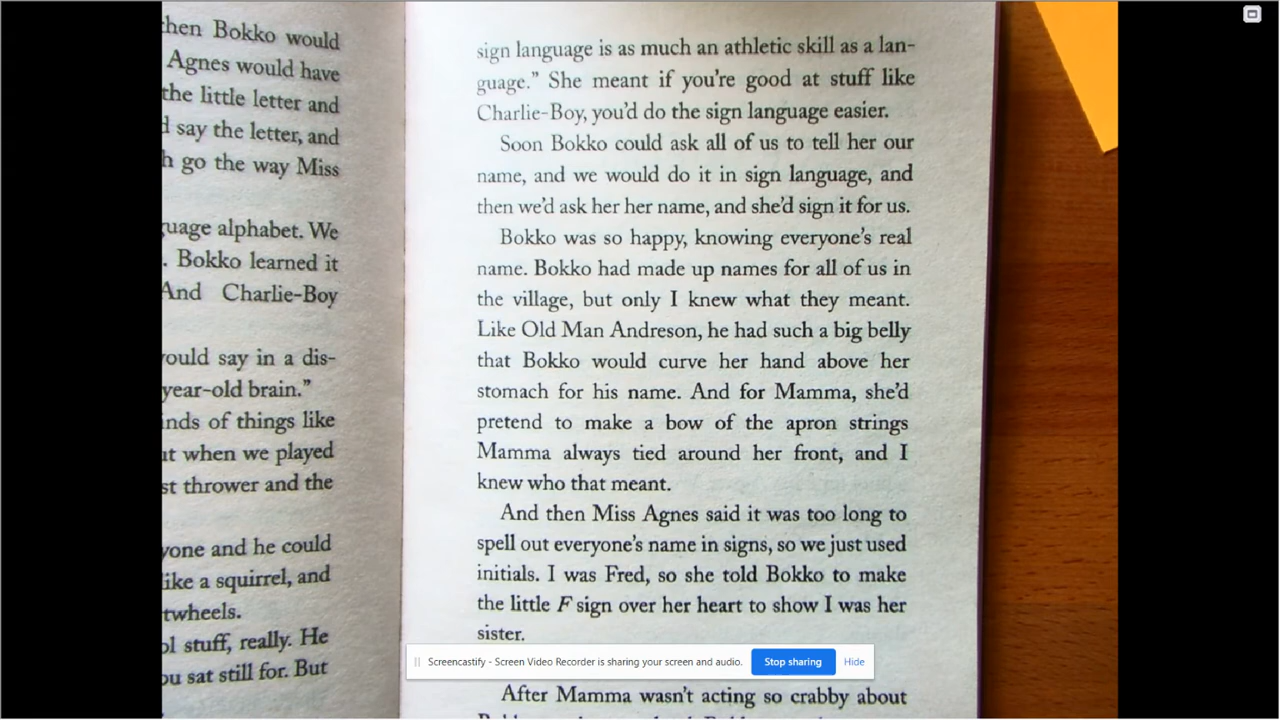 then Bokko would
Agnes would have
the little letter and
say the letter, and
go the way Miss
alphabet. We
. Bokko learned it
And Charlie-Boy
would say in a dis-
year-old brain.”
of things like
when we played
thrower and the
and he could
like a squirrel, and
stuff, really. He
sat still for. But
sign language is as much an athletic skill as a lan-
guage.” She meant if you’re good at stuff like
Charlie-Boy, you’d do the sign language easier.
Soon Bokko could ask all of us to tell her our
name, and we would do it in sign language, and
then we’d ask her her name, and she’d sign it for us.
Bokko was so happy, knowing everyone’s real
name. Bokko had made up names for all of us in
the village, but only I knew what they meant.
Like Old Man Andreson, he had such a big belly
that Bokko would curve her hand above her
stomach for his name. And for Mamma, she’d
pretend to make a bow of the apron strings
Mamma always tied around her front, and I
knew who that meant.
And then Miss Agnes said it was too long to
spell out everyone’s name in signs, so we just used
initials. I was Fred, so she told Bokko to make
the little F sign over her heart to show I was her
sister.
Screencastify - Screen Video Recorder is sharing your screen and audio. Stop sharing Hide
After Mamma wasn’t acting so crabby about